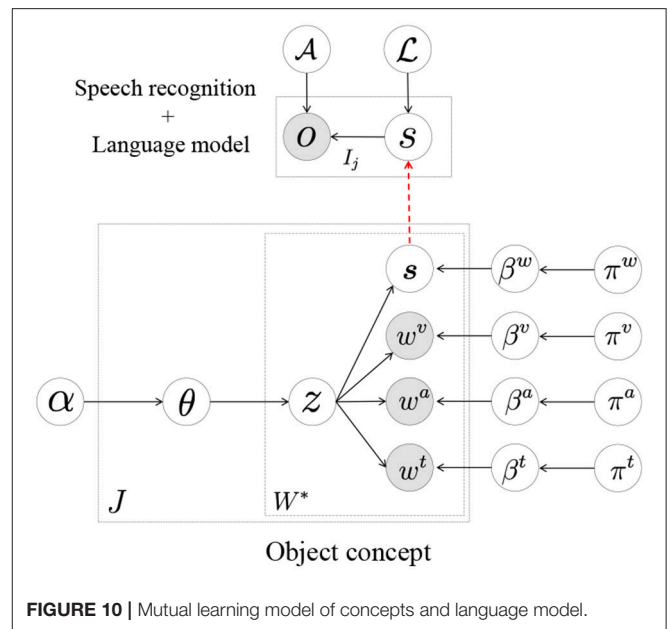 𝒜 ℒ
Speech recognition
+
Language model
O S
I_j
s β^w π^w
w^v β^v π^v
α θ z w^a β^a π^a
w^t β^t π^t
J W*
Object concept
FIGURE 10 | Mutual learning model of concepts and language model.